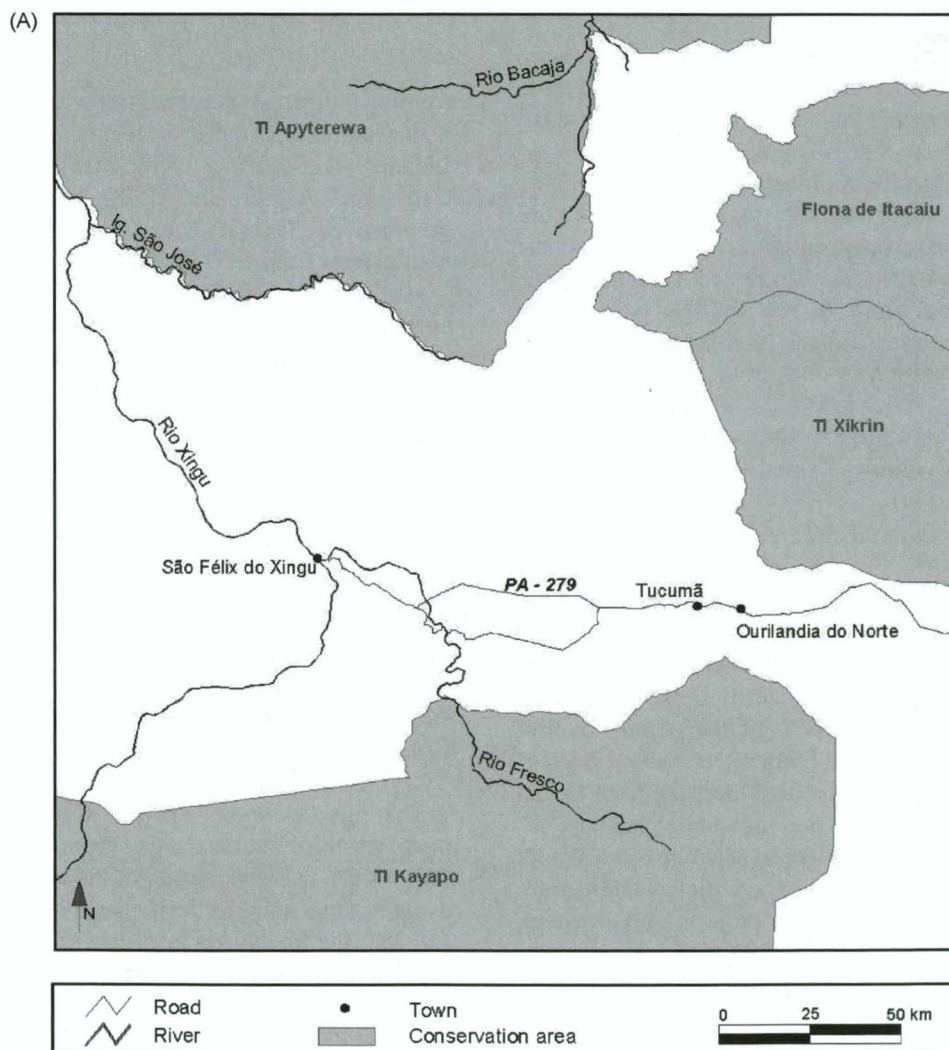 (A)
Rio Bacaja
TI Apyterewa
Flona de Itacaiu
Ig. São José
TI Xikrin
Rio Xingu
São Félix do Xingu
PA - 279
Tucumã
Ourilandia do Norte
Rio Fresco
TI Kayapo
N
Road
Town
0 25 50 km
River
Conservation area